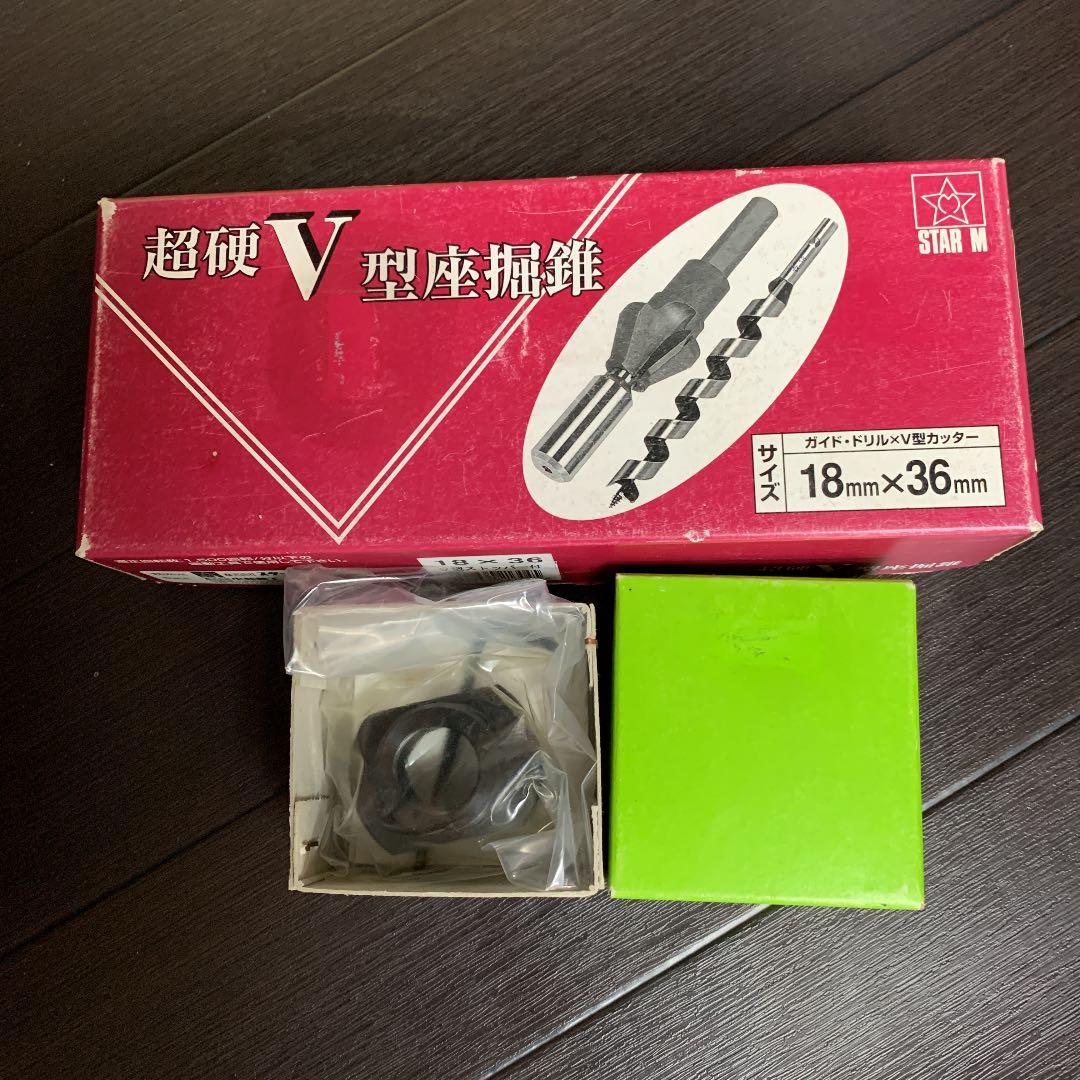 超硬V型座掘錐
STAR M
サイズ
ガイド・ドリル×V型カッター
18mm×36mm
18×36